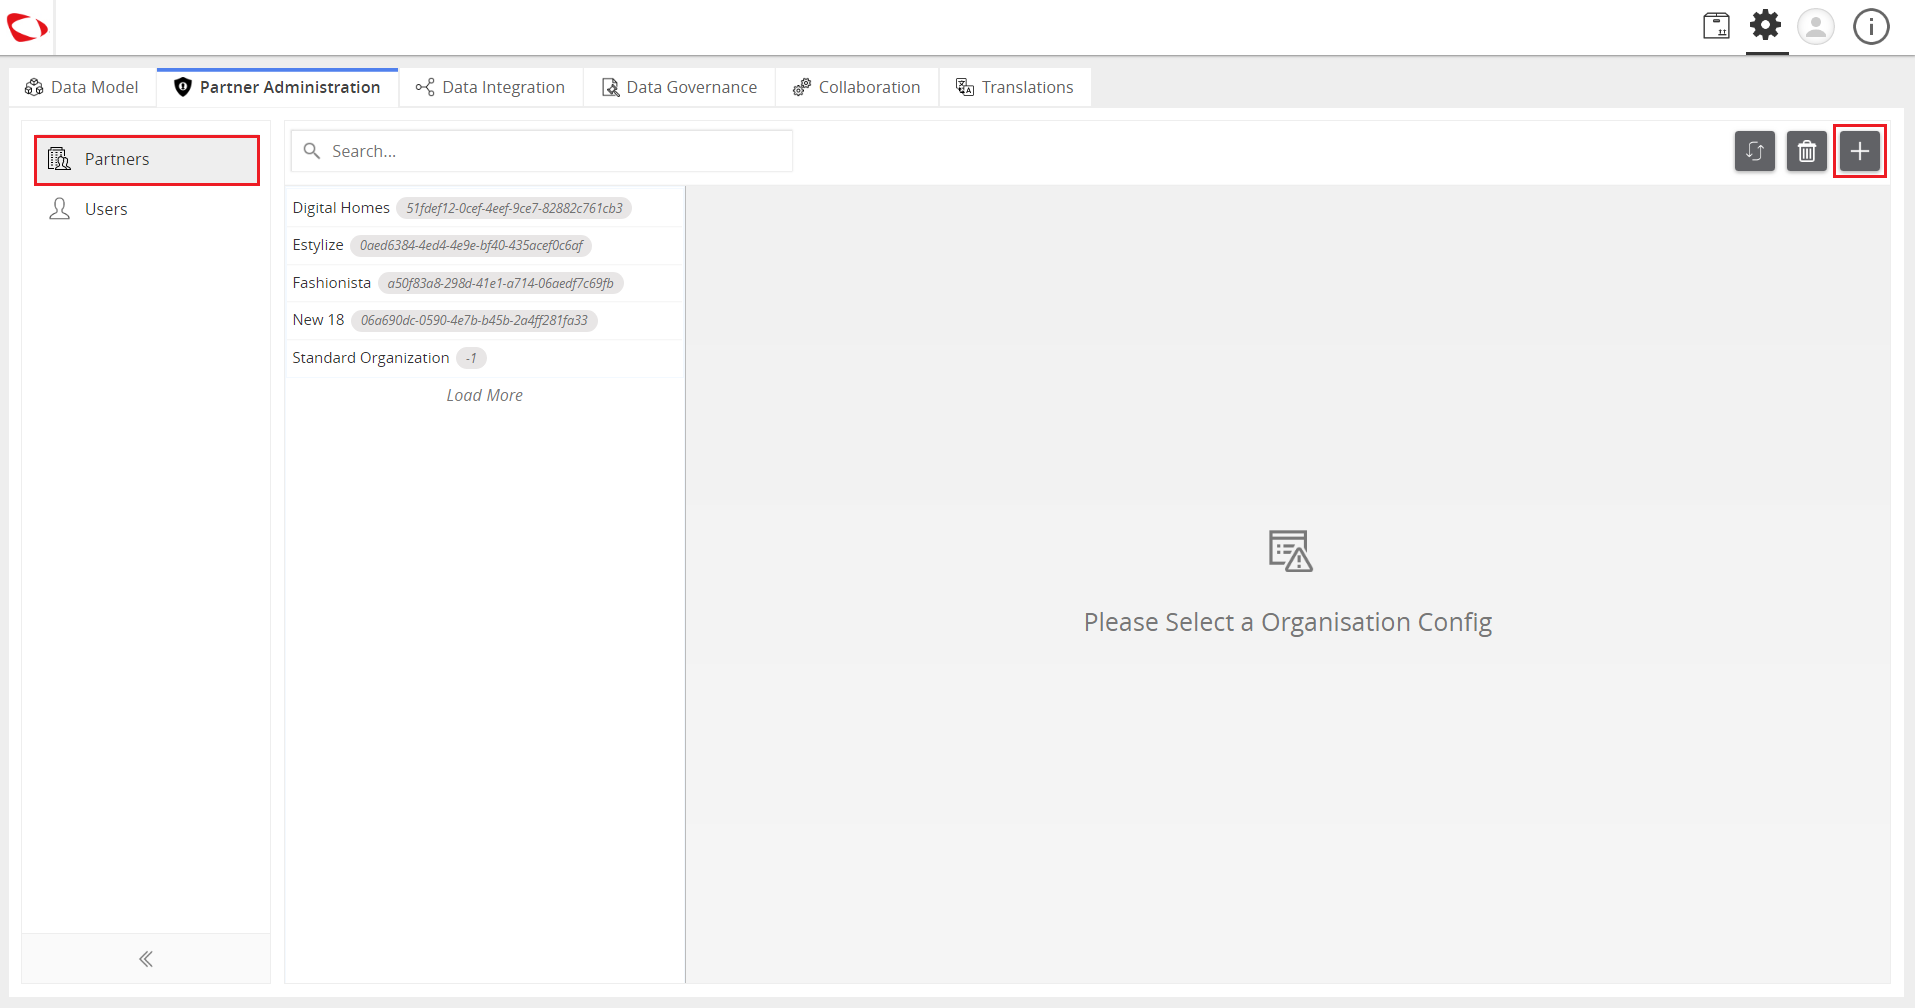 Data Model
Partner Administration
Data Integration
Data Governance
Collaboration
Translations
Partners
Users
Search...
Digital Homes 51fdef12-0cef-4eef-9ce7-82882c761cb3
Estylize 0aed6384-4ed4-4e9e-bf40-435acef0c6af
Fashionista a50f83a8-298d-41e1-a714-06aedf7c69fb
New 18 06a690dc-0590-4e7b-b45b-2a4ff281fa33
Standard Organization -1
Load More
Please Select a Organisation Config